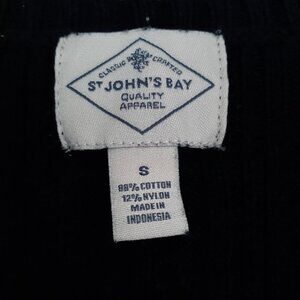 CLASSIC CRAFTED
ST JOHN'S BAY
QUALITY
APPAREL
S
88% COTTON
12% NYLON
MADE IN
INDONESIA